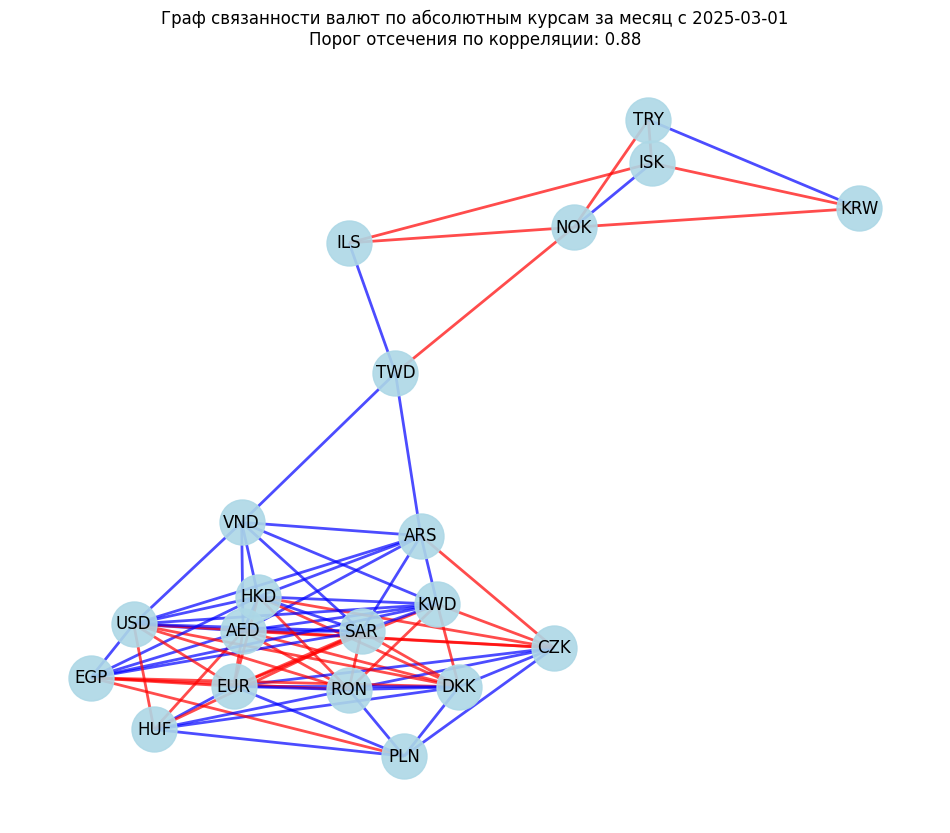 Граф связанности валют по абсолютным курсам за месяц с 2025-03-01
Порог отсечения по корреляции: 0.88
TRY
ISK
KRW
NOK
ILS
TWD
VND
ARS
HKD
KWD
USD
AED
SAR
CZK
EGP
EUR
RON
DKK
HUF
PLN